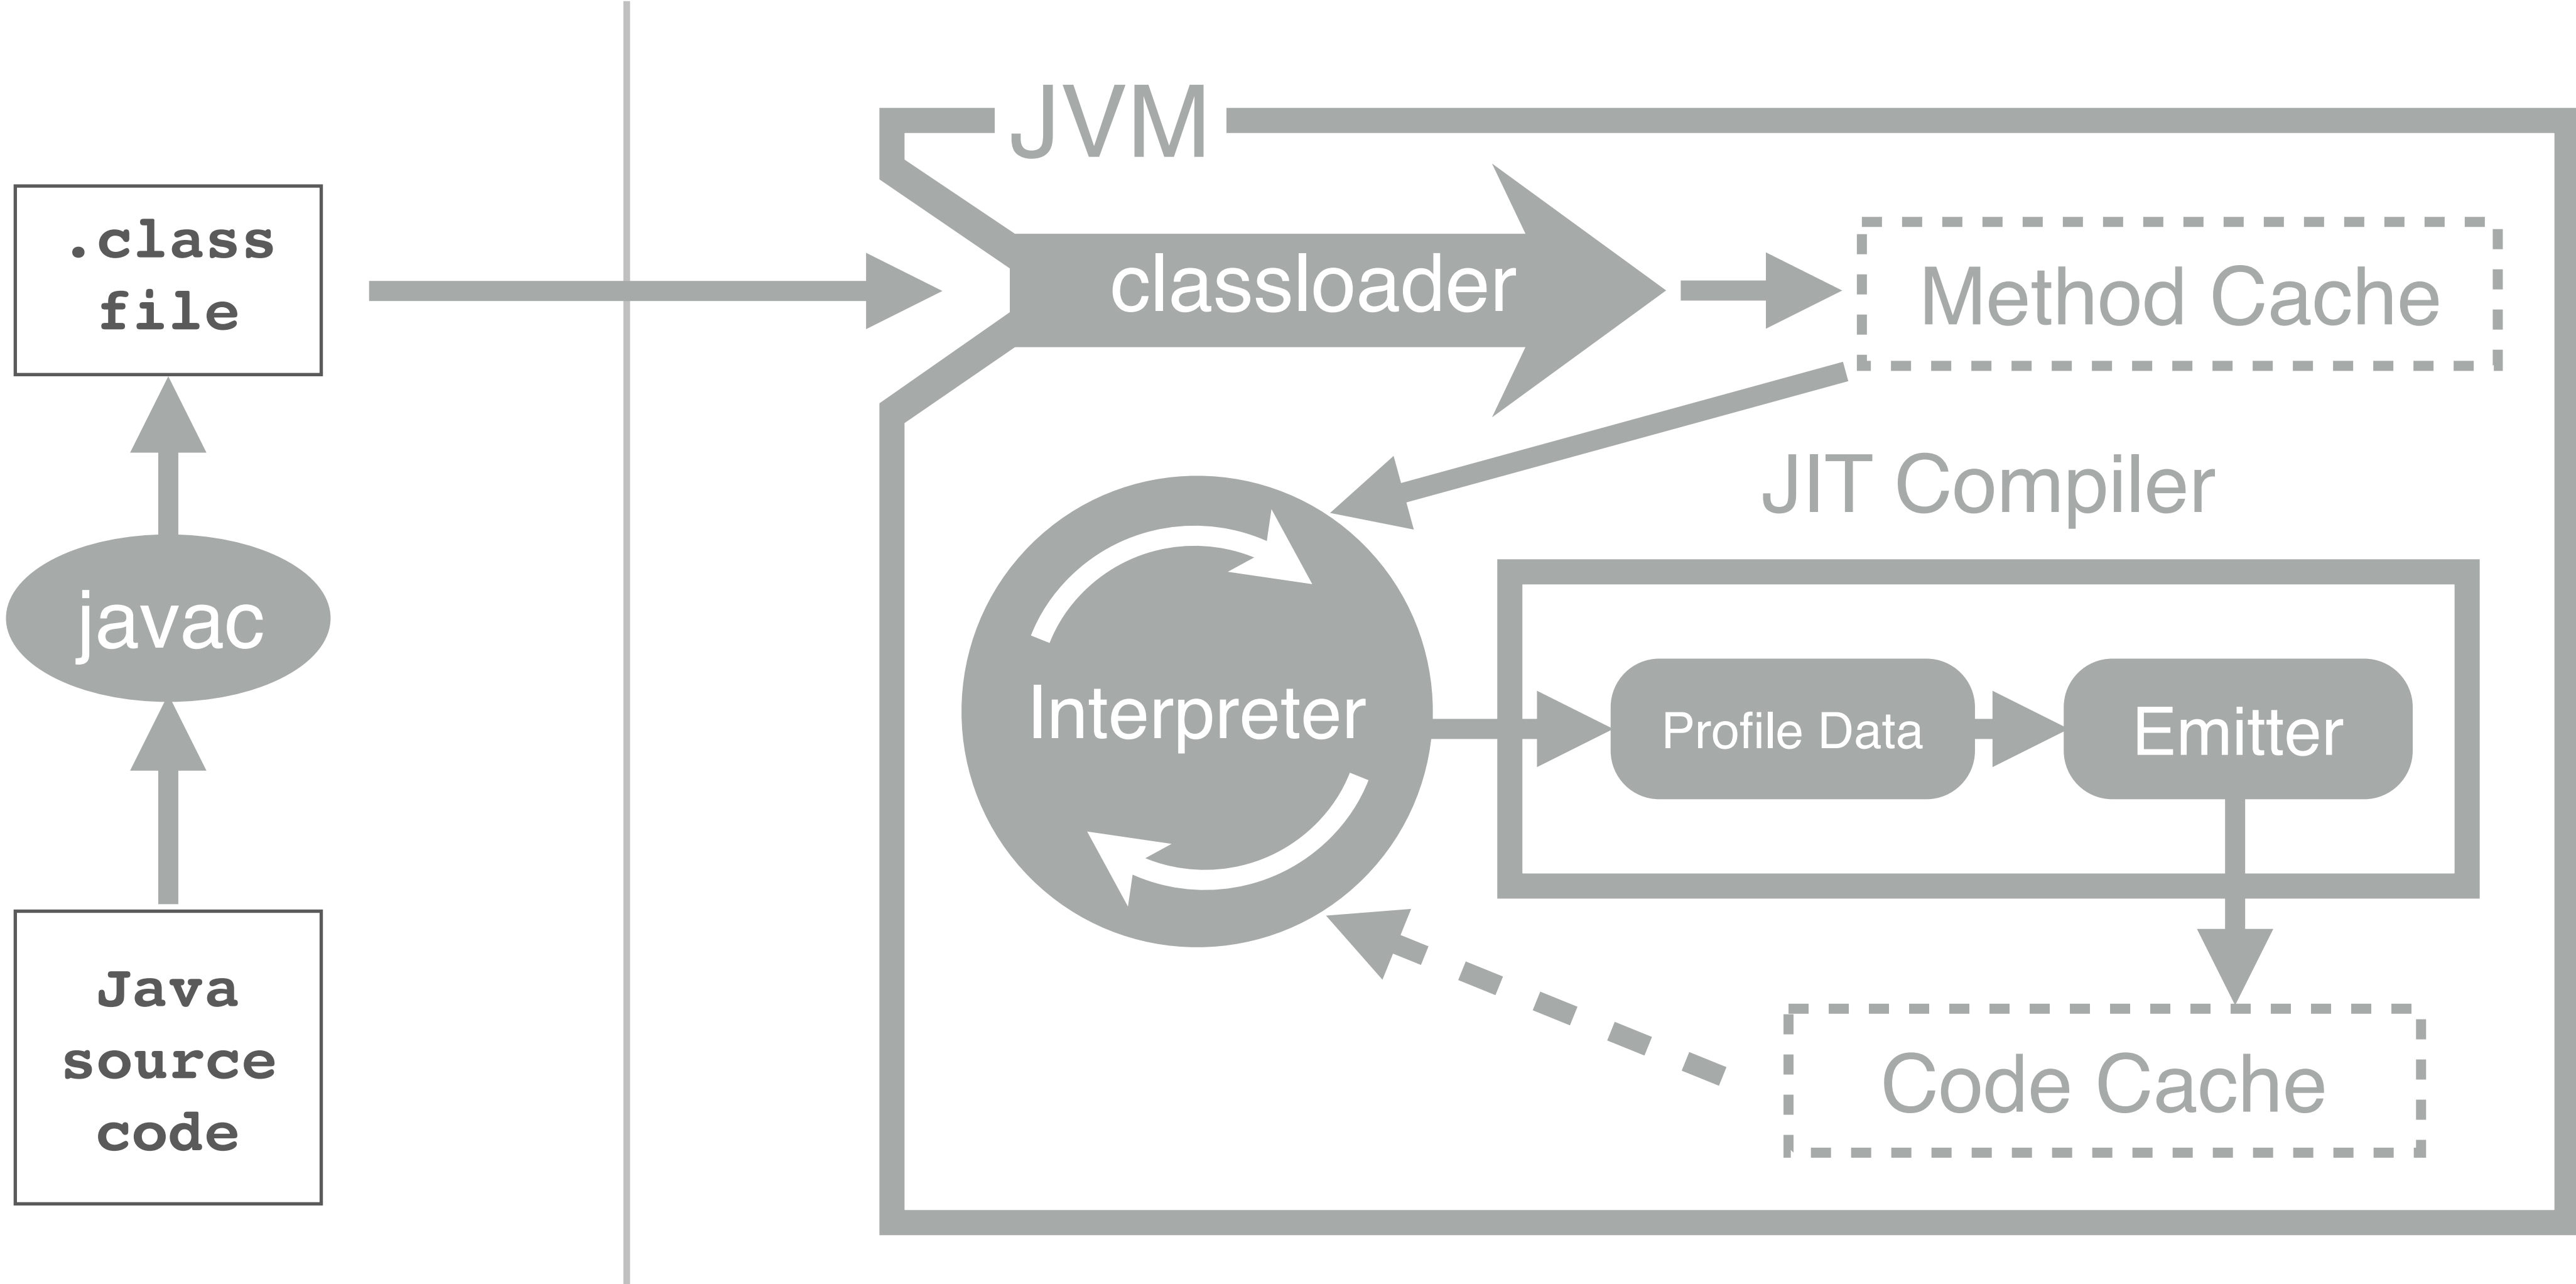 .class
file
javac
Java
source
code
JVM
classloader
Method Cache
JIT Compiler
Interpreter
Profile Data
Emitter
Code Cache